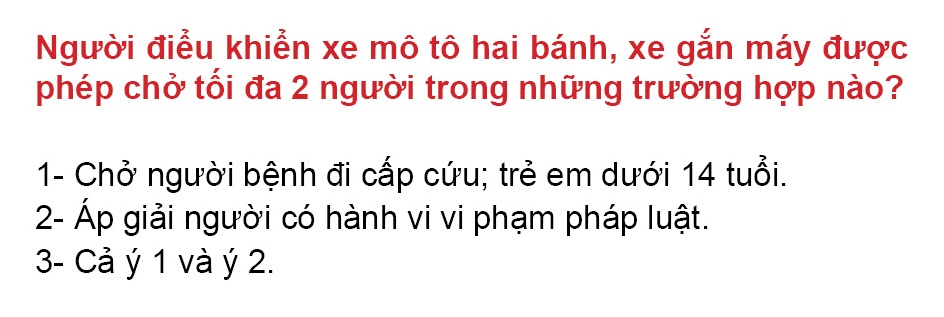 Người điểu khiển xe mô tô hai bánh, xe gắn máy được
phép chở tối đa 2 người trong những trường hợp nào?
1- Chở người bệnh đi cấp cứu; trẻ em dưới 14 tuổi.
2- Áp giải người có hành vi vi phạm pháp luật.
3- Cả ý 1 và ý 2.